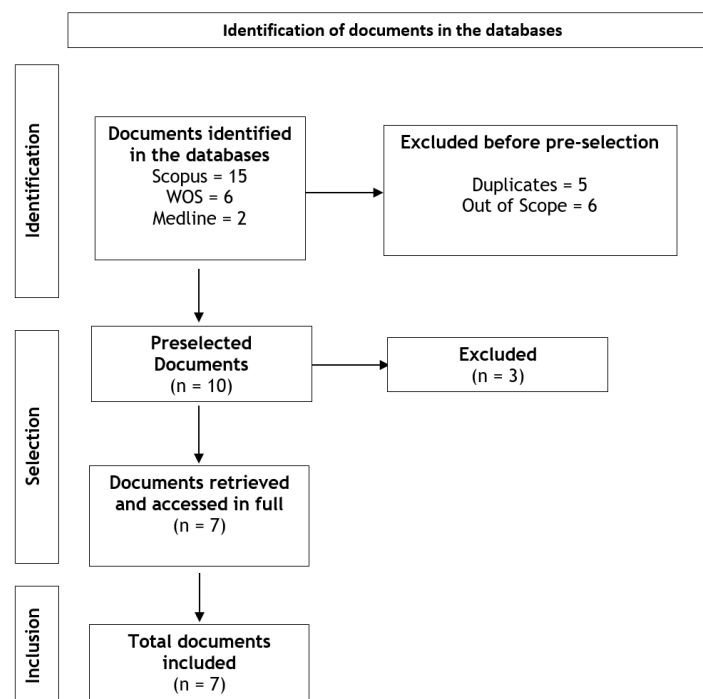 Identification of documents in the databases
Identification
Documents identified
in the databases
Scopus = 15
WOS = 6
Medline = 2
Excluded before pre-selection
Duplicates = 5
Out of Scope = 6
Selection
Preselected
Documents
(n = 10)
Excluded
(n = 3)
Documents retrieved
and accessed in full
(n = 7)
Inclusion
Total documents
included
(n = 7)